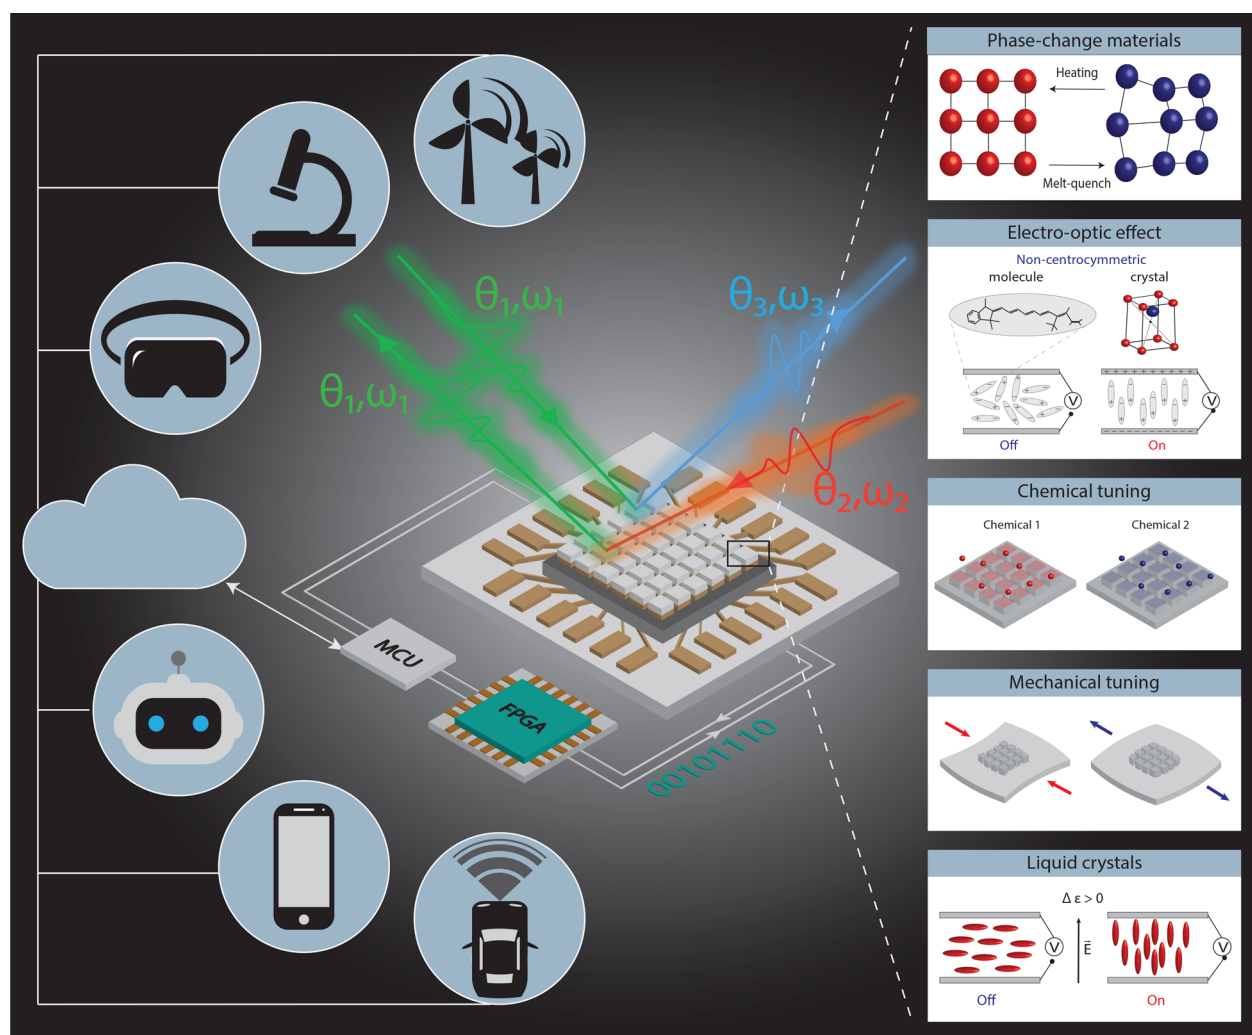 θ1,ω1
θ1,ω1
θ3,ω3
θ2,ω2
MCU
FPGA
00101110
Phase-change materials
Heating
Melt-quench
Electro-optic effect
Non-centrocymmetric
molecule crystal
V V
Off On
Chemical tuning
Chemical 1 Chemical 2
Mechanical tuning
Liquid crystals
Δ ε > 0
V Ē V
Off On